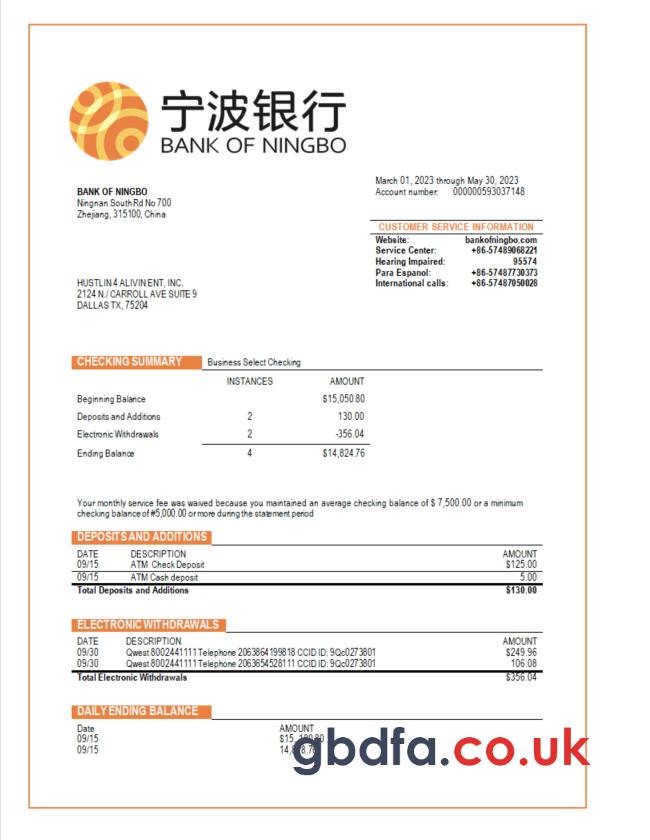 宁波银行
BANK OF NINGBO
March 01, 2023 through May 30, 2023
Account number: 000000593037148
BANK OF NINGBO
Ningnan South Rd No 700
Zhejiang, 315100, China
CUSTOMER SERVICE INFORMATION
Website: bankofningbo.com
Service Center: +86-57489068221
Hearing Impaired: 95574
Para Espanol: +86-57487730373
International calls: +86-57487050028
HUSTLIN 4 ALIVIN ENT, INC.
2124 N./ CARROLL AVE SUITE 9
DALLAS TX, 75204
CHECKING SUMMARY Business Select Checking
INSTANCES AMOUNT
Beginning Balance $15,050.80
Deposits and Additions 2 130.00
Electronic Withdrawals 2 -356.04
Ending Balance 4 $14,824.76
Your monthly service fee was waived because you maintained an average checking balance of $ 7,500.00 or a minimum
checking balance of #5,000.00 or more during the statement period
DEPOSITS AND ADDITIONS
DATE DESCRIPTION AMOUNT
09/15 ATM Check Deposit $125.00
09/15 ATM Cash deposit 5.00
Total Deposits and Additions $130.00
ELECTRONIC WITHDRAWALS
DATE DESCRIPTION AMOUNT
09/30 Qwest 8002441111 Telephone 2063864199818 CCID ID: 9Qc0273801 $249.96
09/30 Qwest 8002441111 Telephone 2063654528111 CCID ID: 9Qc0273801 106.08
Total Electronic Withdrawals $356.04
DAILY ENDING BALANCE
Date AMOUNT
09/15
09/15
gbdfa.co.uk